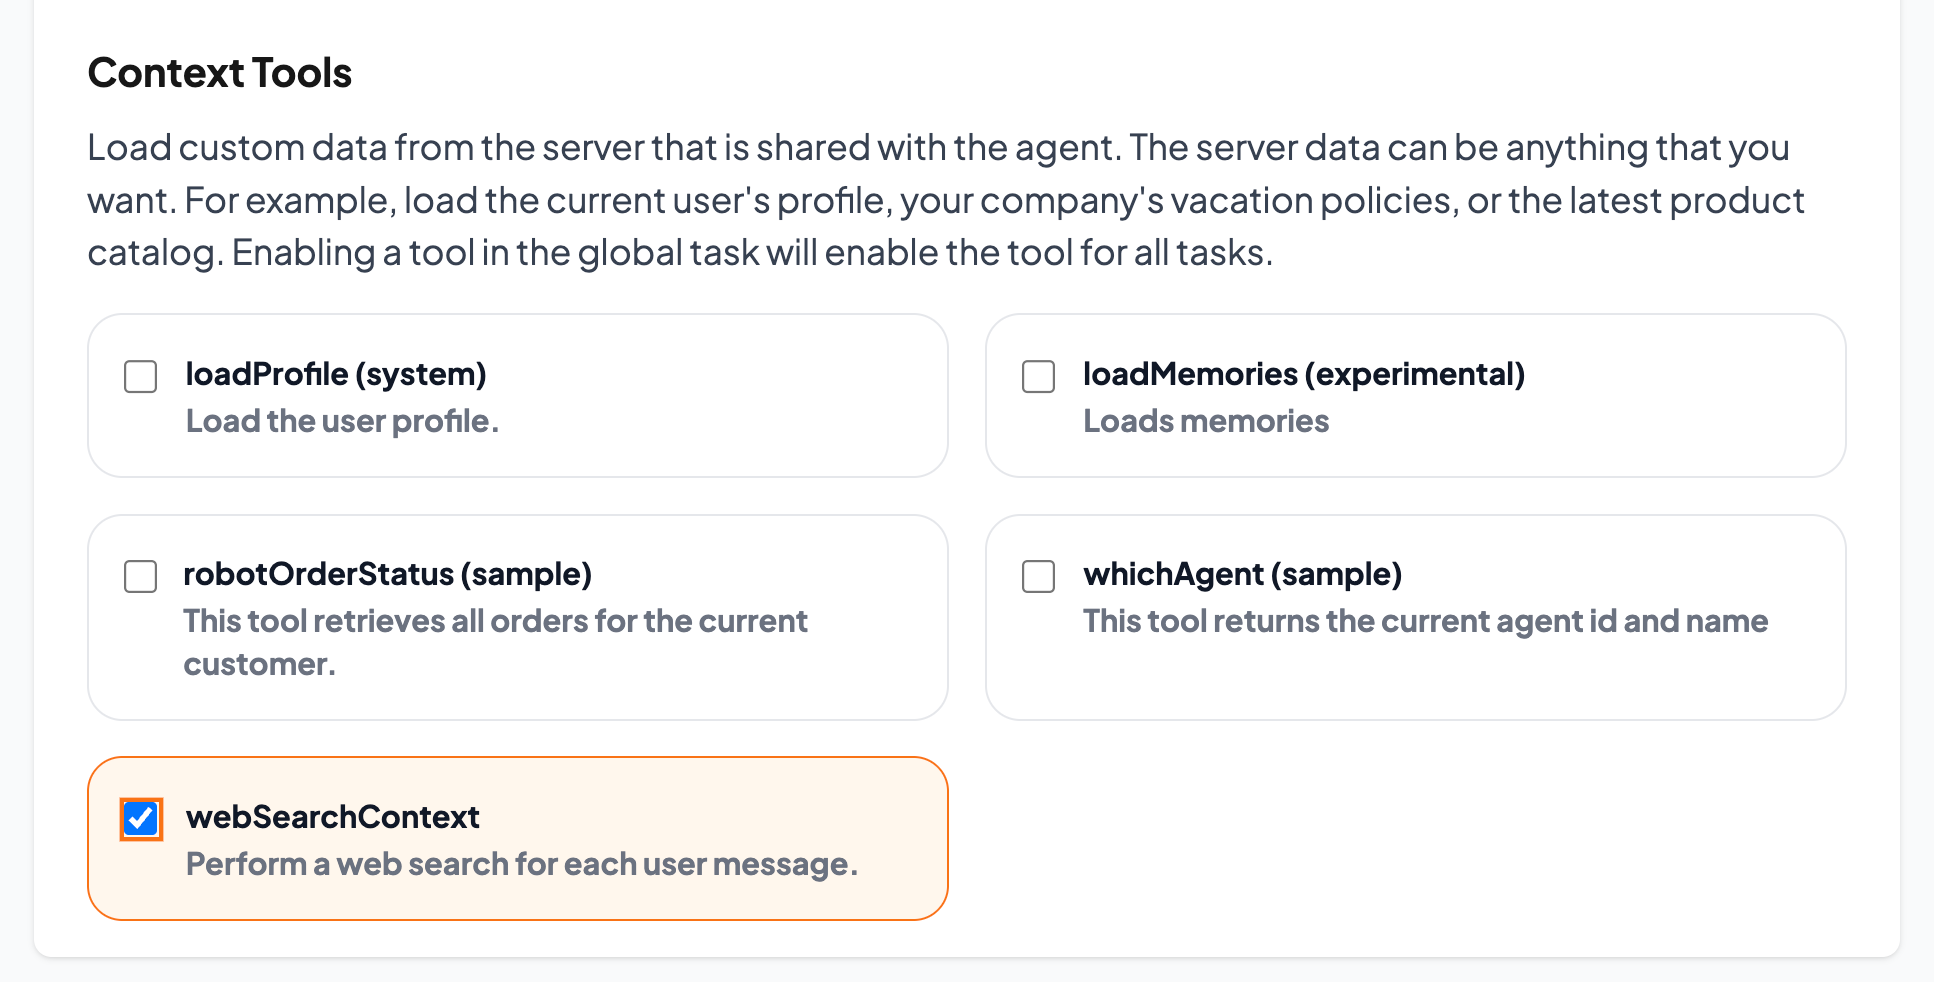 Context Tools
Load custom data from the server that is shared with the agent. The server data can be anything that you
want. For example, load the current user's profile, your company's vacation policies, or the latest product
catalog. Enabling a tool in the global task will enable the tool for all tasks.
loadProfile (system)
Load the user profile.
loadMemories (experimental)
Loads memories
robotOrderStatus (sample)
This tool retrieves all orders for the current
customer.
whichAgent (sample)
This tool returns the current agent id and name
webSearchContext
Perform a web search for each user message.